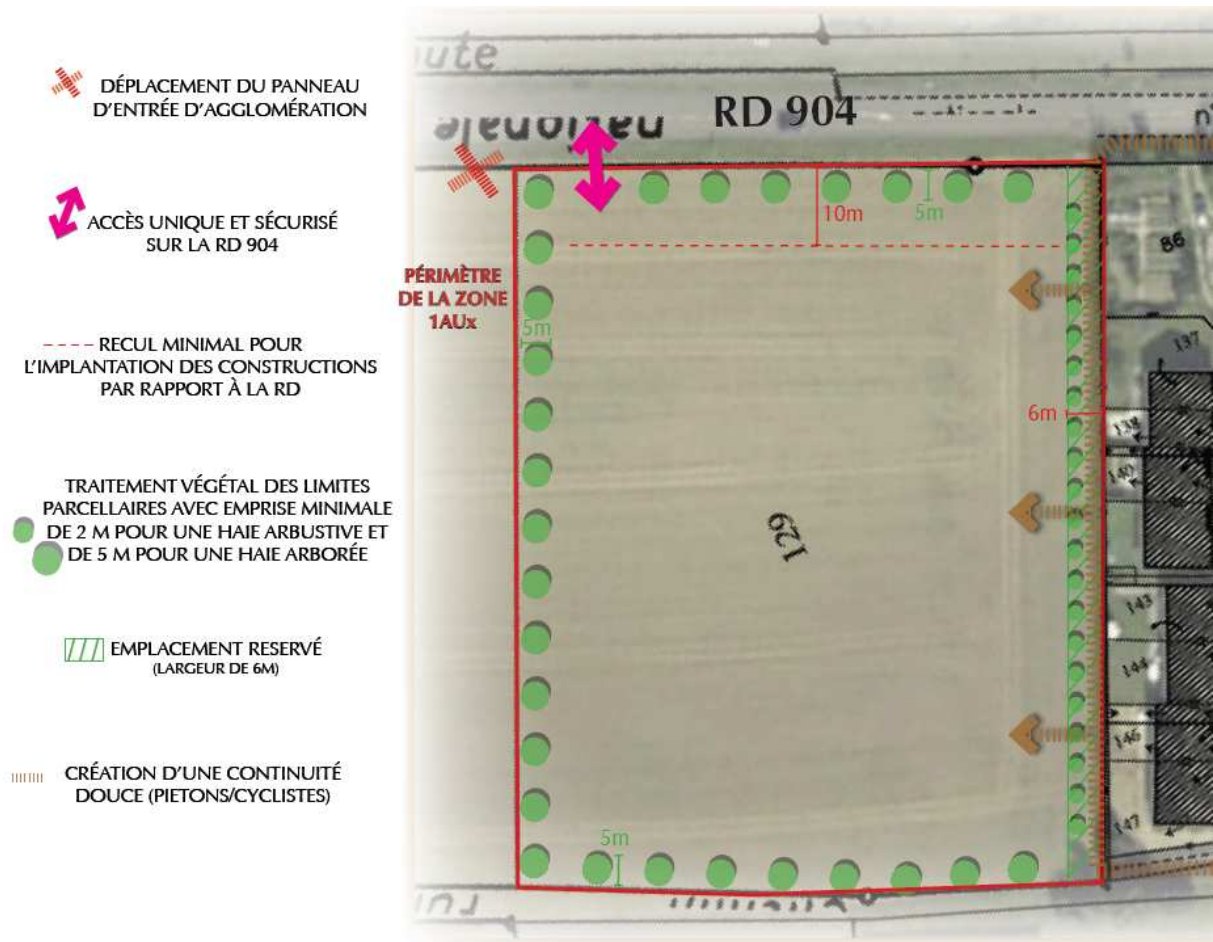 DÉPLACEMENT DU PANNEAU
D'ENTRÉE D'AGGLOMÉRATION
ACCÈS UNIQUE ET SÉCURISÉ
SUR LA RD 904
RECUL MINIMAL POUR
L'IMPLANTATION DES CONSTRUCTIONS
PAR RAPPORT À LA RD
TRAITEMENT VÉGÉTAL DES LIMITES
PARCELLAIRES AVEC EMPRISE MINIMALE
DE 2 M POUR UNE HAIE ARBUSTIVE ET
DE 5 M POUR UNE HAIE ARBORÉE
EMPLACEMENT RESERVÉ
(LARGEUR DE 6M)
CRÉATION D'UNE CONTINUITÉ
DOUCE (PIETONS/CYCLISTES)
RD 904
10m
5m
PÉRIMÈTRE
DE LA ZONE
1AUx
5m
6m
129
5m
86
137
138
140
143
144
146
147